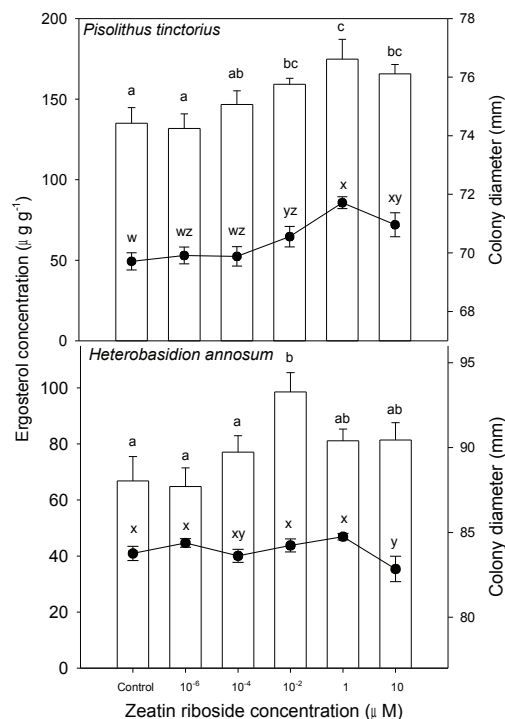 Pisolithus tinctorius
200
150
100
50
0
78
76
74
72
70
68
a a ab bc c bc
w wz wz yz x xy
Ergosterol concentration (μ g g-1)
Colony diameter (mm)
Heterobasidion annosum
100
80
60
40
20
0
95
90
85
80
a a a b ab ab
x x xy x x y
Colony diameter (mm)
Control 10-6 10-4 10-2 1 10
Zeatin riboside concentration (μ M)